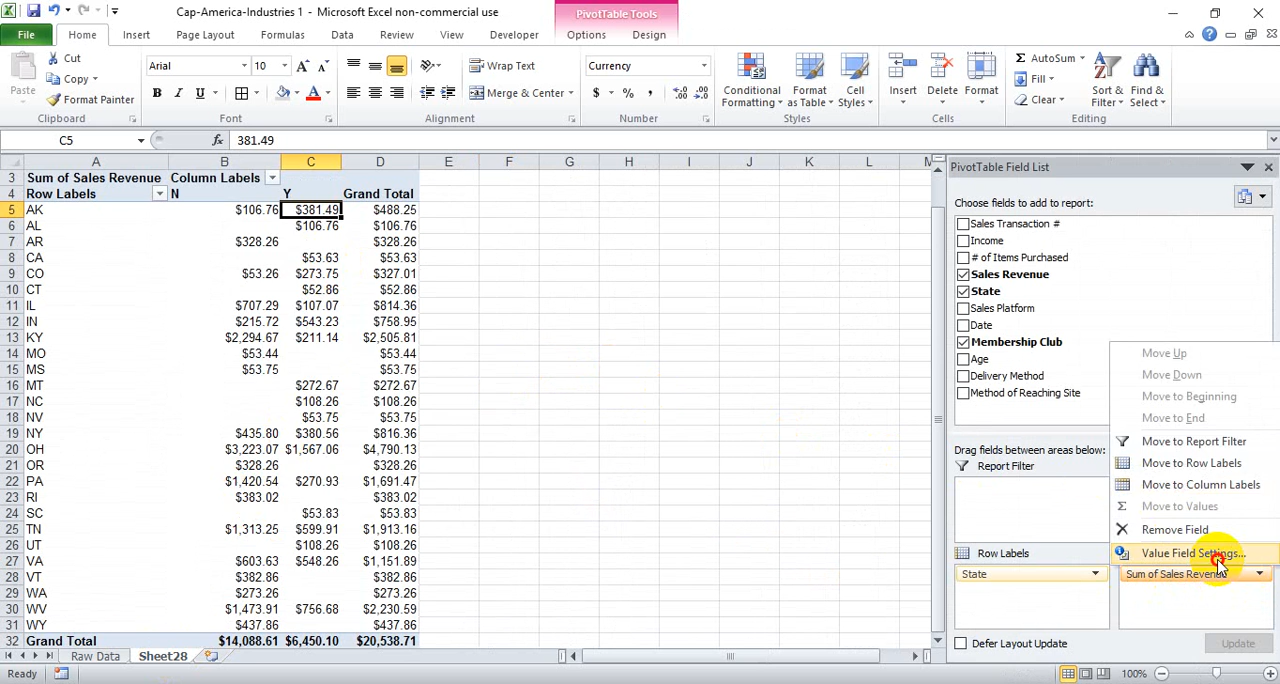 Cap-America-Industries 1 - Microsoft Excel non-commercial use
PivotTable Tools
File Home Insert Page Layout Formulas Data Review View Developer Options Design
Paste
Cut
Copy
Format Painter
Clipboard
Arial 10
B I U
Font
Wrap Text
Merge & Center
Alignment
Currency
$ % ,
Number
Conditional Formatting
Format as Table
Cell Styles
Styles
Insert Delete Format
Cells
AutoSum
Fill
Clear
Sort & Filter
Find & Select
Editing
C5 fx 381.49
A B C D E F G H I J K L M
3 Sum of Sales Revenue Column Labels
4 Row Labels N Y Grand Total
5 AK $106.76 $381.49 $488.25
6 AL $106.76 $106.76
7 AR $328.26 $328.26
8 CA $53.63 $53.63
9 CO $53.26 $273.75 $327.01
10 CT $52.86 $52.86
11 IL $707.29 $107.07 $814.36
12 IN $215.72 $543.23 $758.95
13 KY $2,294.67 $211.14 $2,505.81
14 MO $53.44 $53.44
15 MS $53.75 $53.75
16 MT $272.67 $272.67
17 NC $108.26 $108.26
18 NV $53.75 $53.75
19 NY $435.80 $380.56 $816.36
20 OH $3,223.07 $1,567.06 $4,790.13
21 OR $328.26 $328.26
22 PA $1,420.54 $270.93 $1,691.47
23 RI $383.02 $383.02
24 SC $53.83 $53.83
25 TN $1,313.25 $599.91 $1,913.16
26 UT $108.26 $108.26
27 VA $603.63 $548.26 $1,151.89
28 VT $382.86 $382.86
29 WA $273.26 $273.26
30 WV $1,473.91 $756.68 $2,230.59
31 WY $437.86 $437.86
32 Grand Total $14,088.61 $6,450.10 $20,538.71
Raw Data Sheet28
Ready
100%
PivotTable Field List
Choose fields to add to report:
Sales Transaction #
Income
# of Items Purchased
Sales Revenue
State
Sales Platform
Date
Membership Club
Age
Delivery Method
Method of Reaching Site
Drag fields between areas below:
Report Filter
Row Labels
State
Sum of Sales Revenue
Defer Layout Update
Update
Move Up
Move Down
Move to Beginning
Move to End
Move to Report Filter
Move to Row Labels
Move to Column Labels
Σ Move to Values
Remove Field
Value Field Settings...